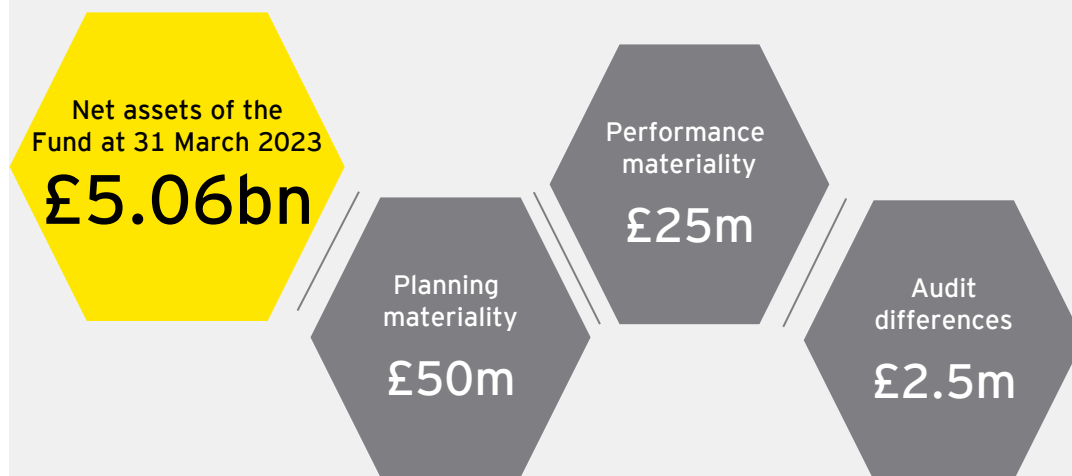 Net assets of the
Fund at 31 March 2023
£5.06bn
Planning
materiality
£50m
Performance
materiality
£25m
Audit
differences
£2.5m